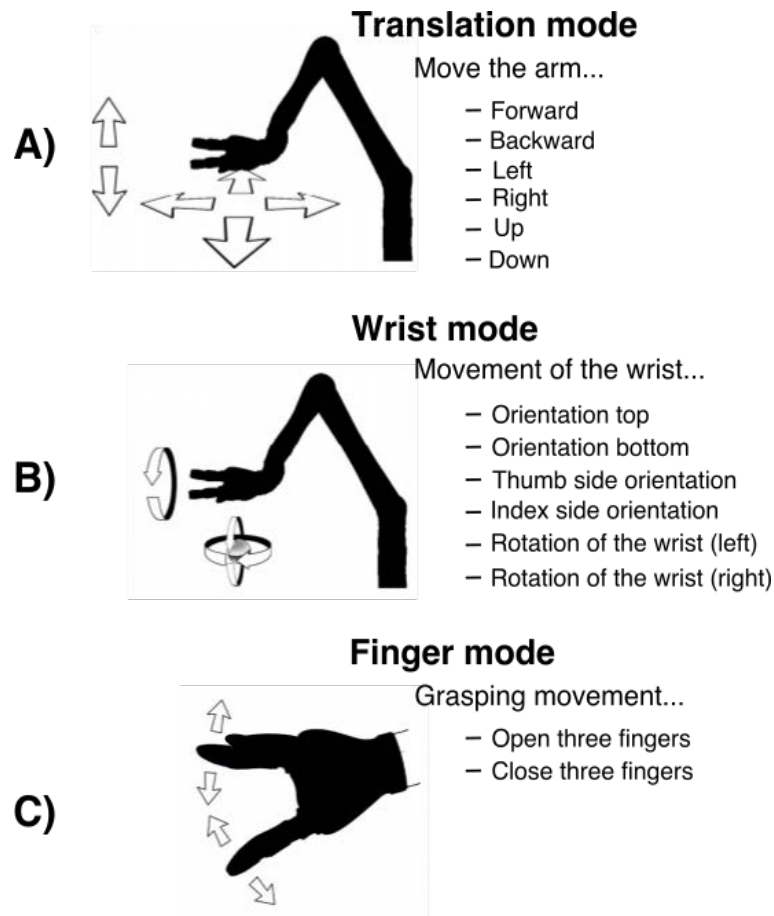 Translation mode
Move the arm...
A)
– Forward
– Backward
– Left
– Right
– Up
– Down
Wrist mode
Movement of the wrist...
B)
– Orientation top
– Orientation bottom
– Thumb side orientation
– Index side orientation
– Rotation of the wrist (left)
– Rotation of the wrist (right)
Finger mode
Grasping movement...
C)
– Open three fingers
– Close three fingers